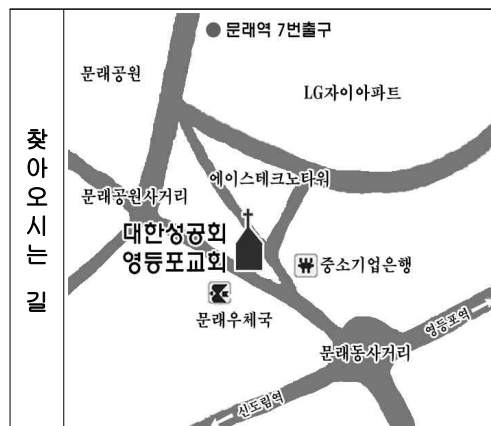 찾아오시는 길
문래역 7번출구
문래공원
LG자이아파트
에이스테크노타워
문래공원사거리
대한성공회
영등포교회
₩ 중소기업은행
문래우체국
영등포역
문래동사거리
신도림역